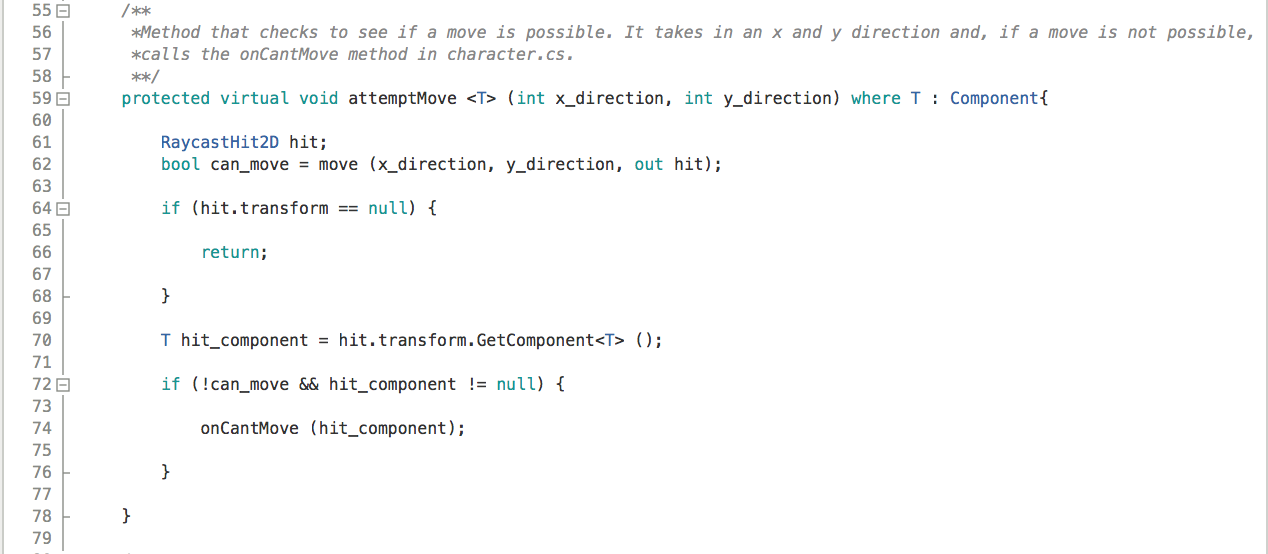 55 /**
56 *Method that checks to see if a move is possible. It takes in an x and y direction and, if a move is not possible,
57 *calls the onCantMove method in character.cs.
58 **/
59 protected virtual void attemptMove <T> (int x_direction, int y_direction) where T : Component{
60
61 RaycastHit2D hit;
62 bool can_move = move (x_direction, y_direction, out hit);
63
64 if (hit.transform == null) {
65
66 return;
67
68 }
69
70 T hit_component = hit.transform.GetComponent<T> ();
71
72 if (!can_move && hit_component != null) {
73
74 onCantMove (hit_component);
75
76 }
77
78 }
79